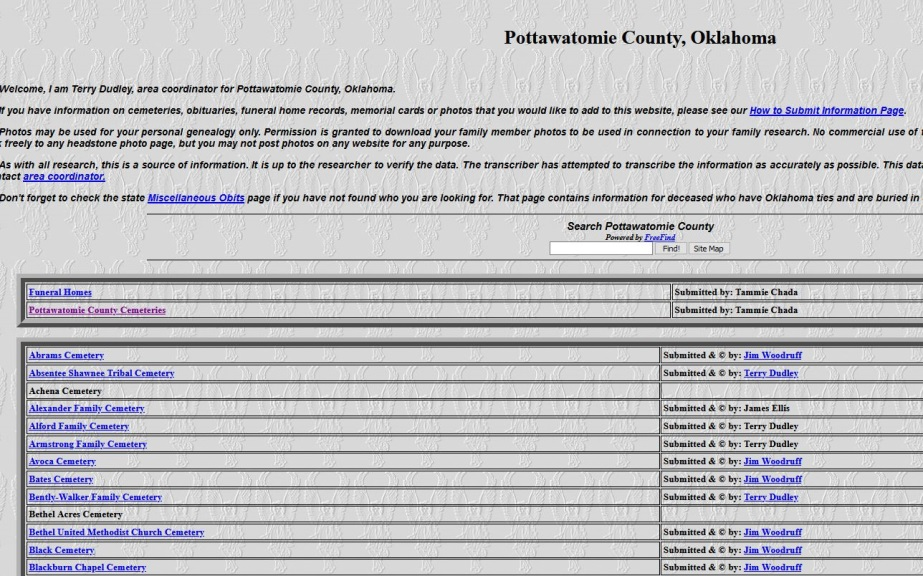 Pottawatomie County, Oklahoma
Welcome, I am Terry Dudley, area coordinator for Pottawatomie County, Oklahoma.
If you have information on cemeteries, obituaries, funeral home records, memorial cards or photos that you would like to add to this website, please see our How to Submit Information Page.
Photos may be used for your personal genealogy only. Permission is granted to download your family member photos to be used in connection to your family research. No commercial use of
freely to any headstone photo page, but you may not post photos on any website for any purpose.
As with all research, this is a source of information. It is up to the researcher to verify the data. The transcriber has attempted to transcribe the information as accurately as possible. This data
area coordinator.
Don't forget to check the state Miscellaneous Obits page if you have not found who you are looking for. That page contains information for deceased who have Oklahoma ties and are buried in
Search Pottawatomie County
Powered by FreeFind
Find! Site Map
Funeral Homes Submitted by: Tammie Chada
Pottawatomie County Cemeteries Submitted by: Tammie Chada
Abrams Cemetery Submitted & © by: Jim Woodruff
Absentee Shawnee Tribal Cemetery Submitted & © by: Terry Dudley
Achena Cemetery
Alexander Family Cemetery Submitted & © by: James Ellis
Alford Family Cemetery Submitted & © by: Terry Dudley
Armstrong Family Cemetery Submitted & © by: Terry Dudley
Avoca Cemetery Submitted & © by: Jim Woodruff
Bates Cemetery Submitted & © by: Jim Woodruff
Bently-Walker Family Cemetery Submitted & © by: Terry Dudley
Bethel Acres Cemetery
Bethel United Methodist Church Cemetery Submitted & © by: Jim Woodruff
Black Cemetery Submitted & © by: Jim Woodruff
Blackburn Chapel Cemetery Submitted & © by: Jim Woodruff